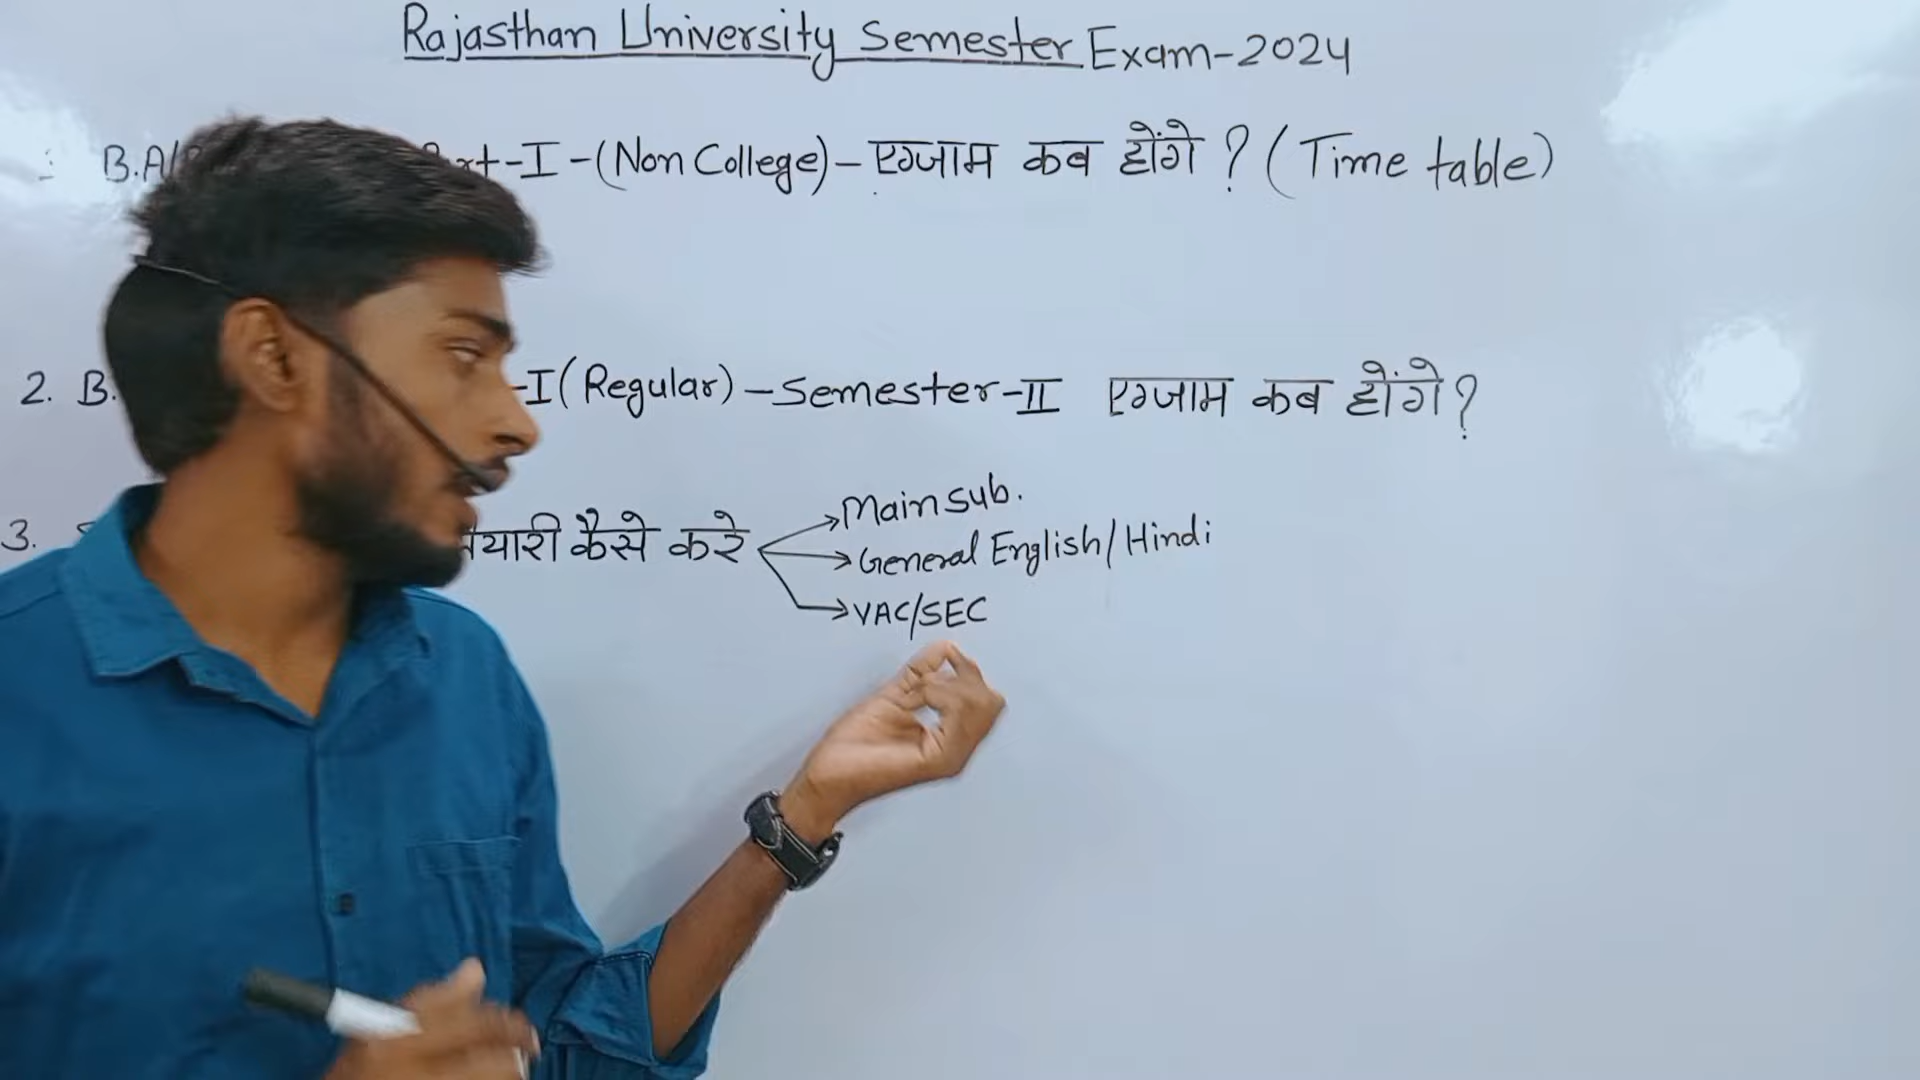 Rajasthan University Semester Exam-2024
B.A/ -I-(Non College)-एग्जाम कब होंगे ? (Time table)
2. B. -I(Regular)-Semester-II एग्जाम कब होंगे?
3. तैयारी कैसे करे
→Main sub.
→General English/Hindi
→VAC/SEC